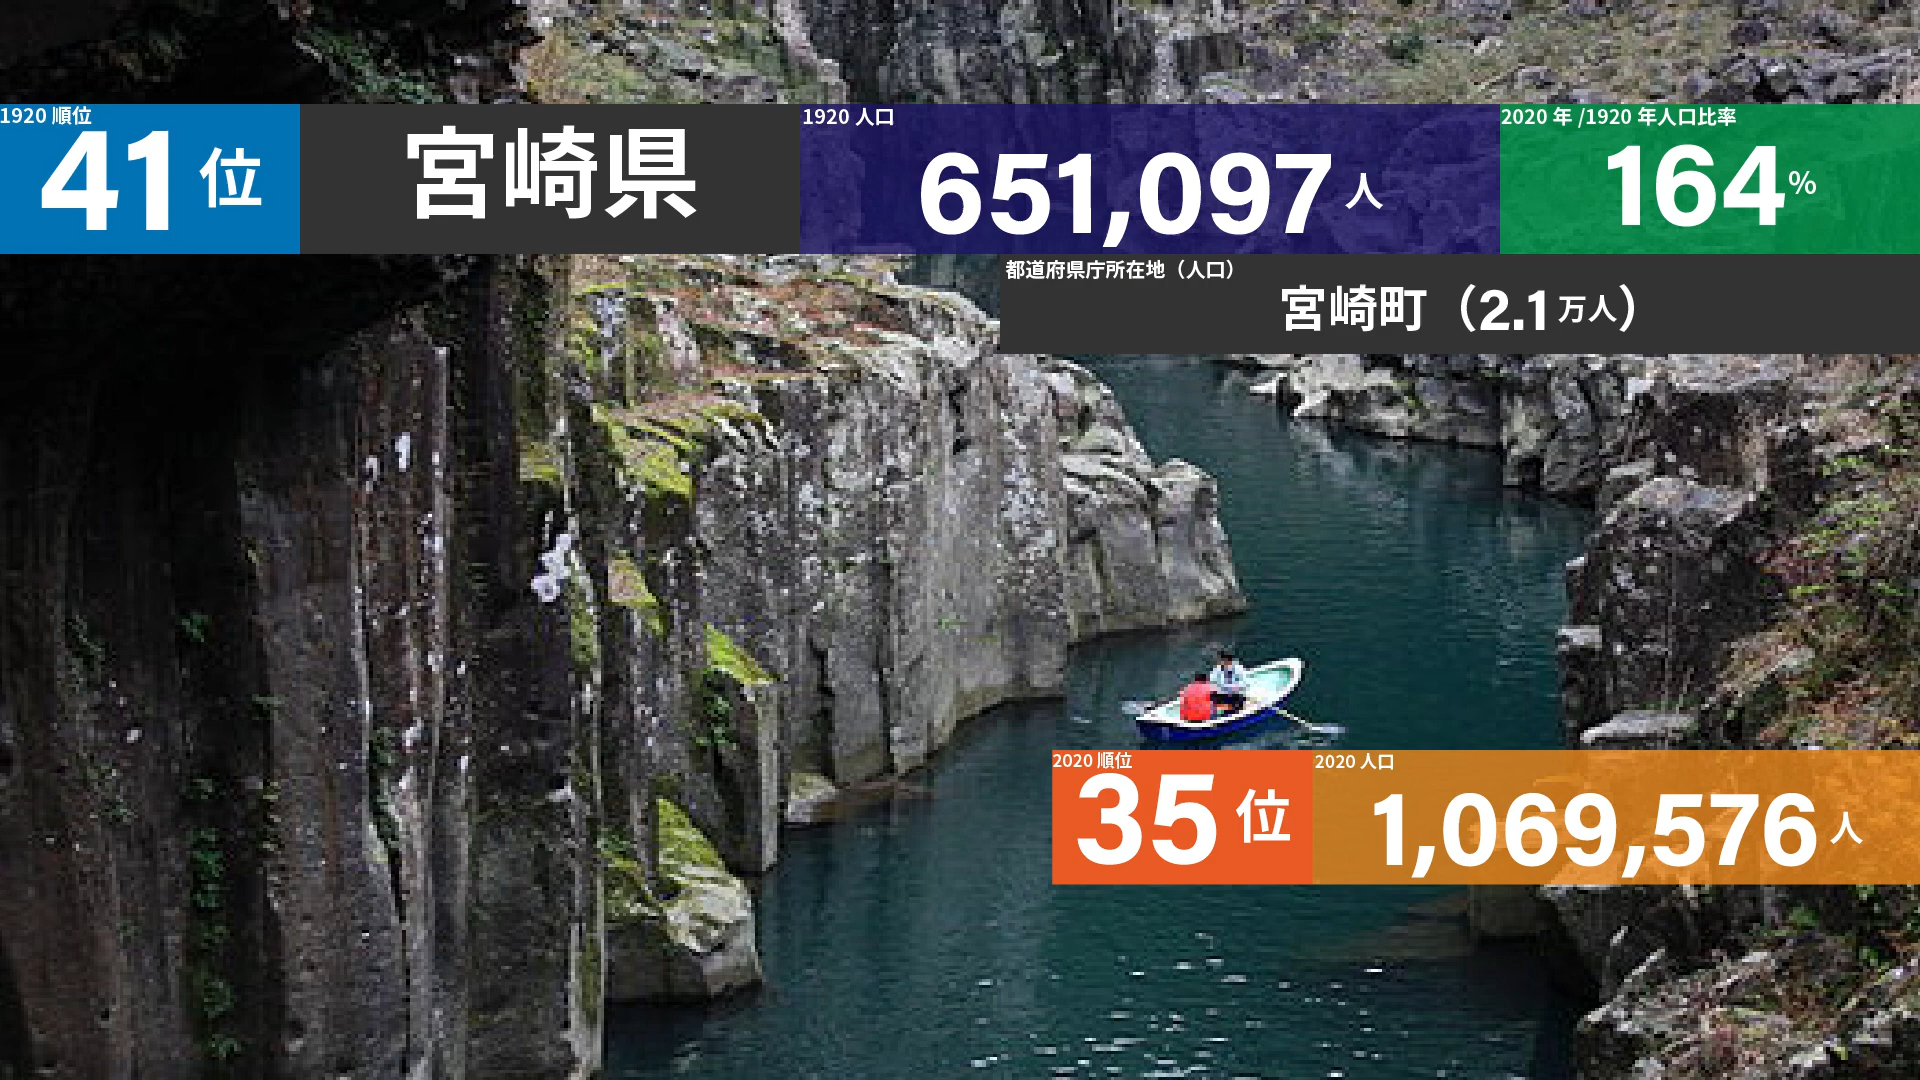 1920 順位
41 位
宮崎県
1920 人口
651,097 人
2020 年 /1920 年人口比率
164 %
都道府県庁所在地（人口）
宮崎町（2.1 万人）
2020 順位
35 位
2020 人口
1,069,576 人